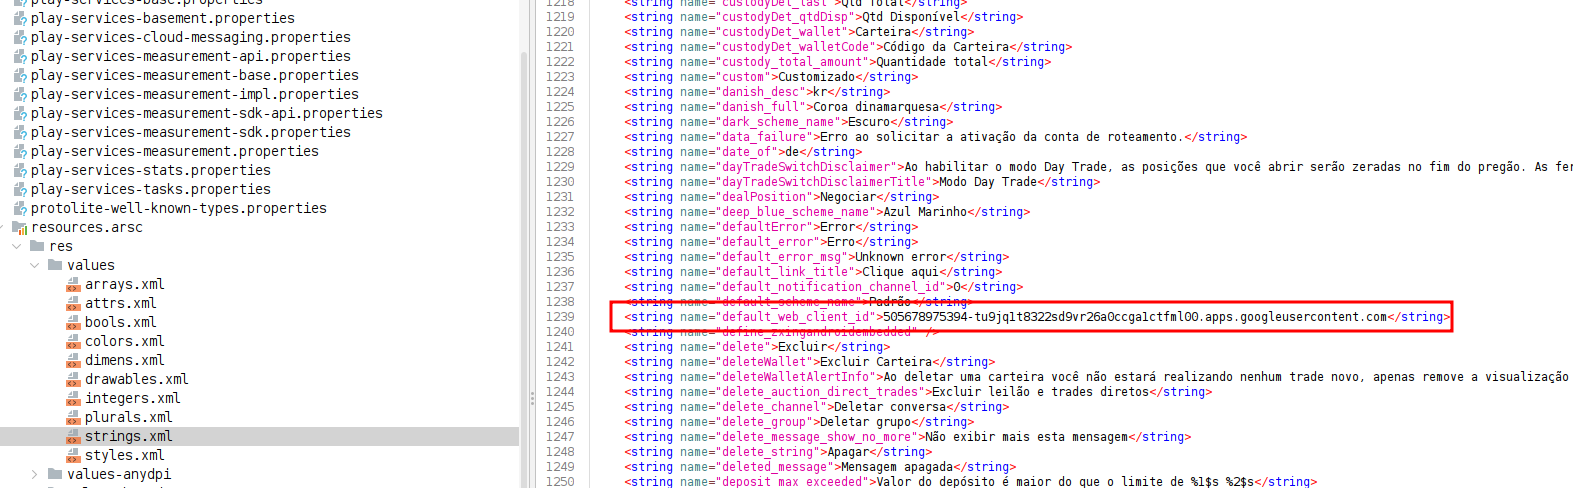 play-services-base.properties
play-services-basement.properties
play-services-cloud-messaging.properties
play-services-measurement-api.properties
play-services-measurement-base.properties
play-services-measurement-impl.properties
play-services-measurement-sdk-api.properties
play-services-measurement-sdk.properties
play-services-measurement.properties
play-services-stats.properties
play-services-tasks.properties
protolite-well-known-types.properties
resources.arsc
res
values
arrays.xml
attrs.xml
bools.xml
colors.xml
dimens.xml
drawables.xml
integers.xml
plurals.xml
strings.xml
styles.xml
values-anydpi
1218 <string name="custodyDet_last">Qtd Total</string>
1219 <string name="custodyDet_qtdDisp">Qtd Disponível</string>
1220 <string name="custodyDet_wallet">Carteira</string>
1221 <string name="custodyDet_walletCode">Código da Carteira</string>
1222 <string name="custody_total_amount">Quantidade total</string>
1223 <string name="custom">Customizado</string>
1224 <string name="danish_desc">kr</string>
1225 <string name="danish_full">Coroa dinamarquesa</string>
1226 <string name="dark_scheme_name">Escuro</string>
1227 <string name="data_failure">Erro ao solicitar a ativação da conta de roteamento.</string>
1228 <string name="date_of">de</string>
1229 <string name="dayTradeSwitchDisclaimer">Ao habilitar o modo Day Trade, as posições que você abrir serão zeradas no fim do pregão. As fer
1230 <string name="dayTradeSwitchDisclaimerTitle">Modo Day Trade</string>
1231 <string name="dealPosition">Negociar</string>
1232 <string name="deep_blue_scheme_name">Azul Marinho</string>
1233 <string name="defaultError">Error</string>
1234 <string name="default_error">Erro</string>
1235 <string name="default_error_msg">Unknown error</string>
1236 <string name="default_link_title">Clique aqui</string>
1237 <string name="default_notification_channel_id">0</string>
1238 <string name="default_scheme_name">Padrão</string>
1239 <string name="default_web_client_id">505678975394-tu9jq1t8322sd9vr26a0ccga1ctfml00.apps.googleusercontent.com</string>
1240 <string name="define_zxingandroidembedded" />
1241 <string name="delete">Excluir</string>
1242 <string name="deleteWallet">Excluir Carteira</string>
1243 <string name="deleteWalletAlertInfo">Ao deletar uma carteira você não estará realizando nenhum trade novo, apenas remove a visualização
1244 <string name="delete_auction_direct_trades">Excluir leilão e trades diretos</string>
1245 <string name="delete_channel">Deletar conversa</string>
1246 <string name="delete_group">Deletar grupo</string>
1247 <string name="delete_message_show_no_more">Não exibir mais esta mensagem</string>
1248 <string name="delete_string">Apagar</string>
1249 <string name="deleted_message">Mensagem apagada</string>
1250 <string name="deposit_max_exceeded">Valor do depósito é maior do que o limite de %1$s %2$s</string>